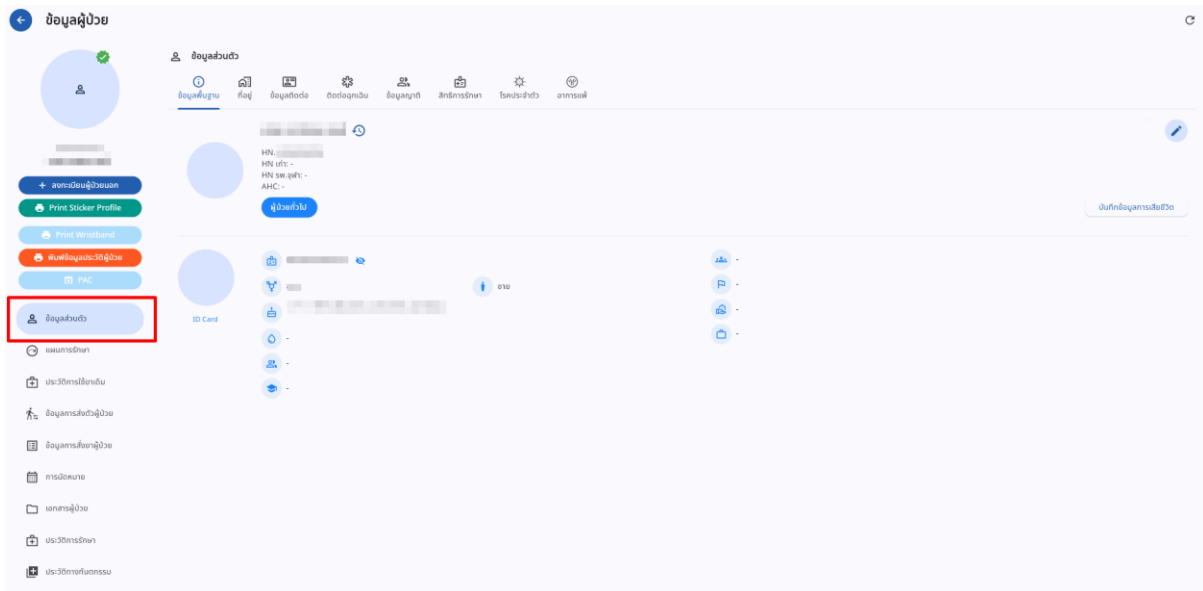 ข้อมูลผู้ป่วย
ข้อมูลส่วนตัว
ข้อมูลพื้นฐาน ที่อยู่ ข้อมูลติดต่อ ติดต่อฉุกเฉิน ข้อมูลญาติ สิทธิการรักษา โรคประจำตัว อาการแพ้
HN.
HN เก่า: -
HN รพ.จุฬา: -
AHC: -
ผู้ป่วยทั่วไป
บันทึกข้อมูลการเสียชีวิต
+ ลงทะเบียนผู้ป่วยนอก
Print Sticker Profile
Print Wristband
พิมพ์ข้อมูลประวัติผู้ป่วย
PAC
ข้อมูลส่วนตัว
แผนการรักษา
ประวัติการใช้ยาเดิม
ข้อมูลการส่งตัวผู้ป่วย
ข้อมูลการสั่งยาผู้ป่วย
การนัดหมาย
เอกสารผู้ป่วย
ประวัติการรักษา
ประวัติทางทันตกรรม
ID Card
ชาย
-
-
-
-
-
-
-